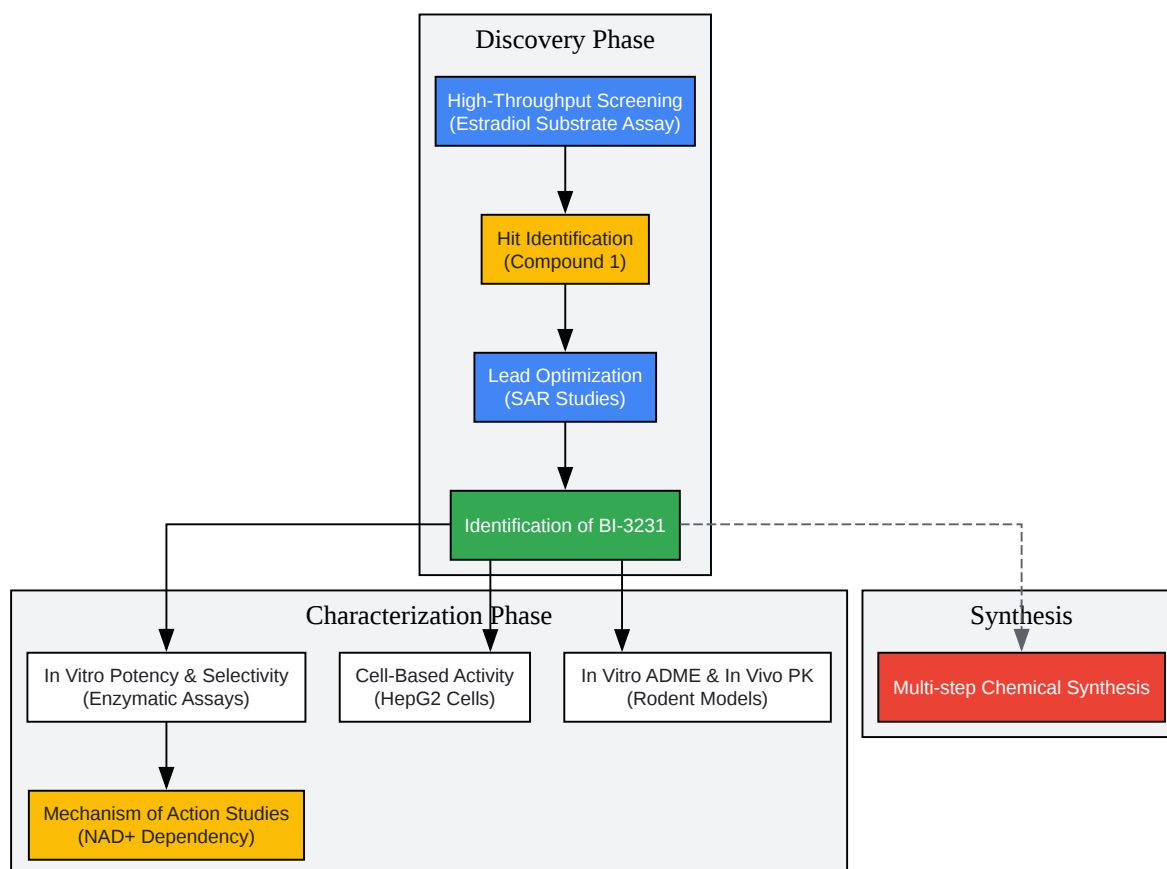 Discovery Phase
High-Throughput Screening
(Estradiol Substrate Assay)
Hit Identification
(Compound 1)
Lead Optimization
(SAR Studies)
Identification of BI-3231
Characterization Phase
In Vitro Potency & Selectivity
(Enzymatic Assays)
Cell-Based Activity
(HepG2 Cells)
In Vitro ADME & In Vivo PK
(Rodent Models)
Mechanism of Action Studies
(NAD+ Dependency)
Synthesis
Multi-step Chemical Synthesis